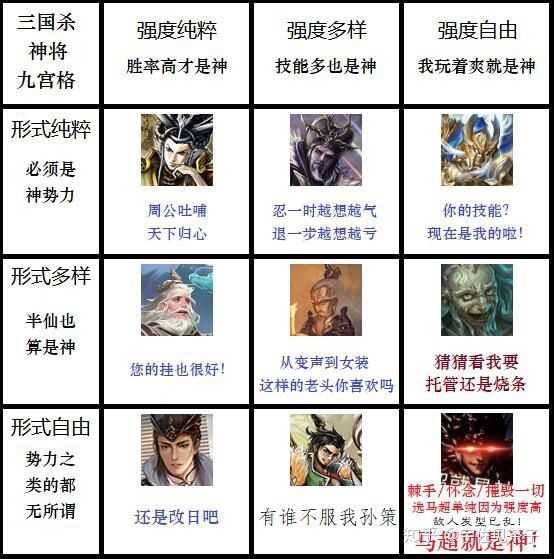 三国杀
神将
九宫格
强度纯粹
胜率高才是神
强度多样
技能多也是神
强度自由
我玩着爽就是神
形式纯粹
必须是
神势力
周公吐哺
天下归心
忍一时越想越气
退一步越想越亏
你的技能?
现在是我的啦!
形式多样
半仙也
算是神
您的挂也很好!
从变声到女装
这样的老头你喜欢吗
猜猜看我要
托管还是烧条
形式自由
势力之
类的都
无所谓
还是改日吧
有谁不服我孙策
棘手/怀念/摧毁一切
选马超单纯因为强度高
敌人发型已乱!
马超就是神!